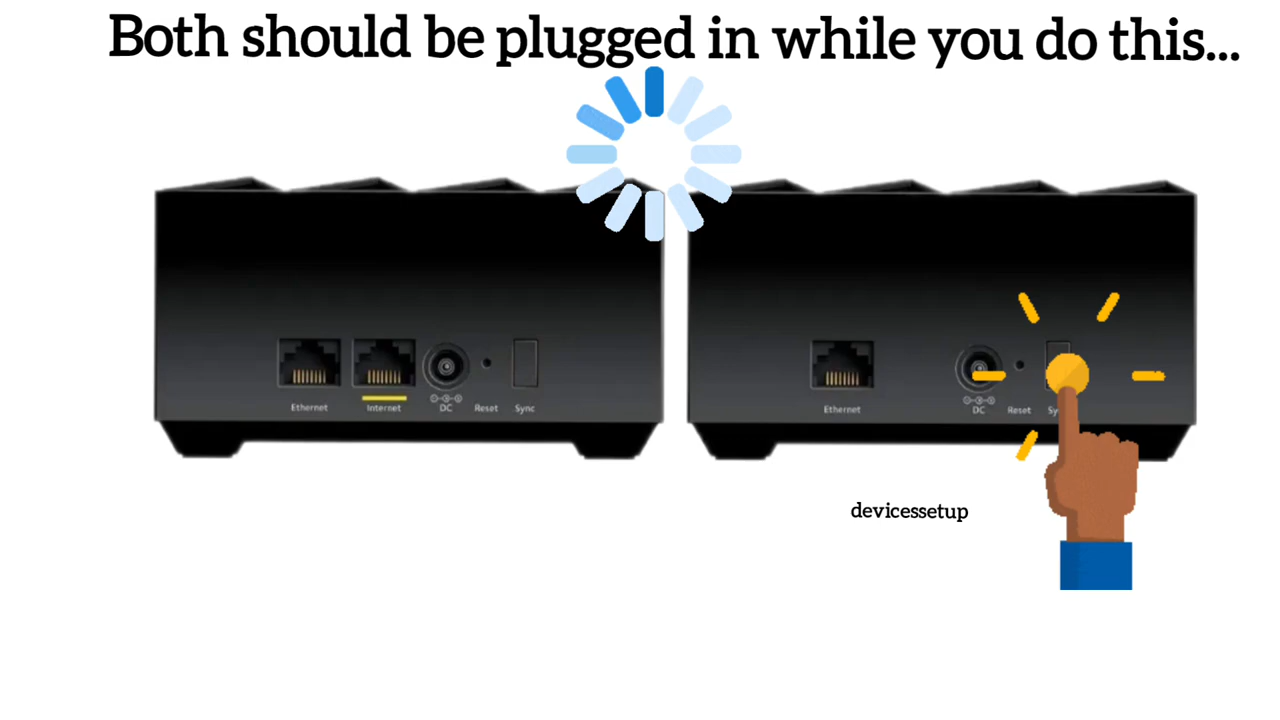 Both should be plugged in while you do this...
Ethernet Internet DC Reset Sync
Ethernet DC Reset
devicessetup